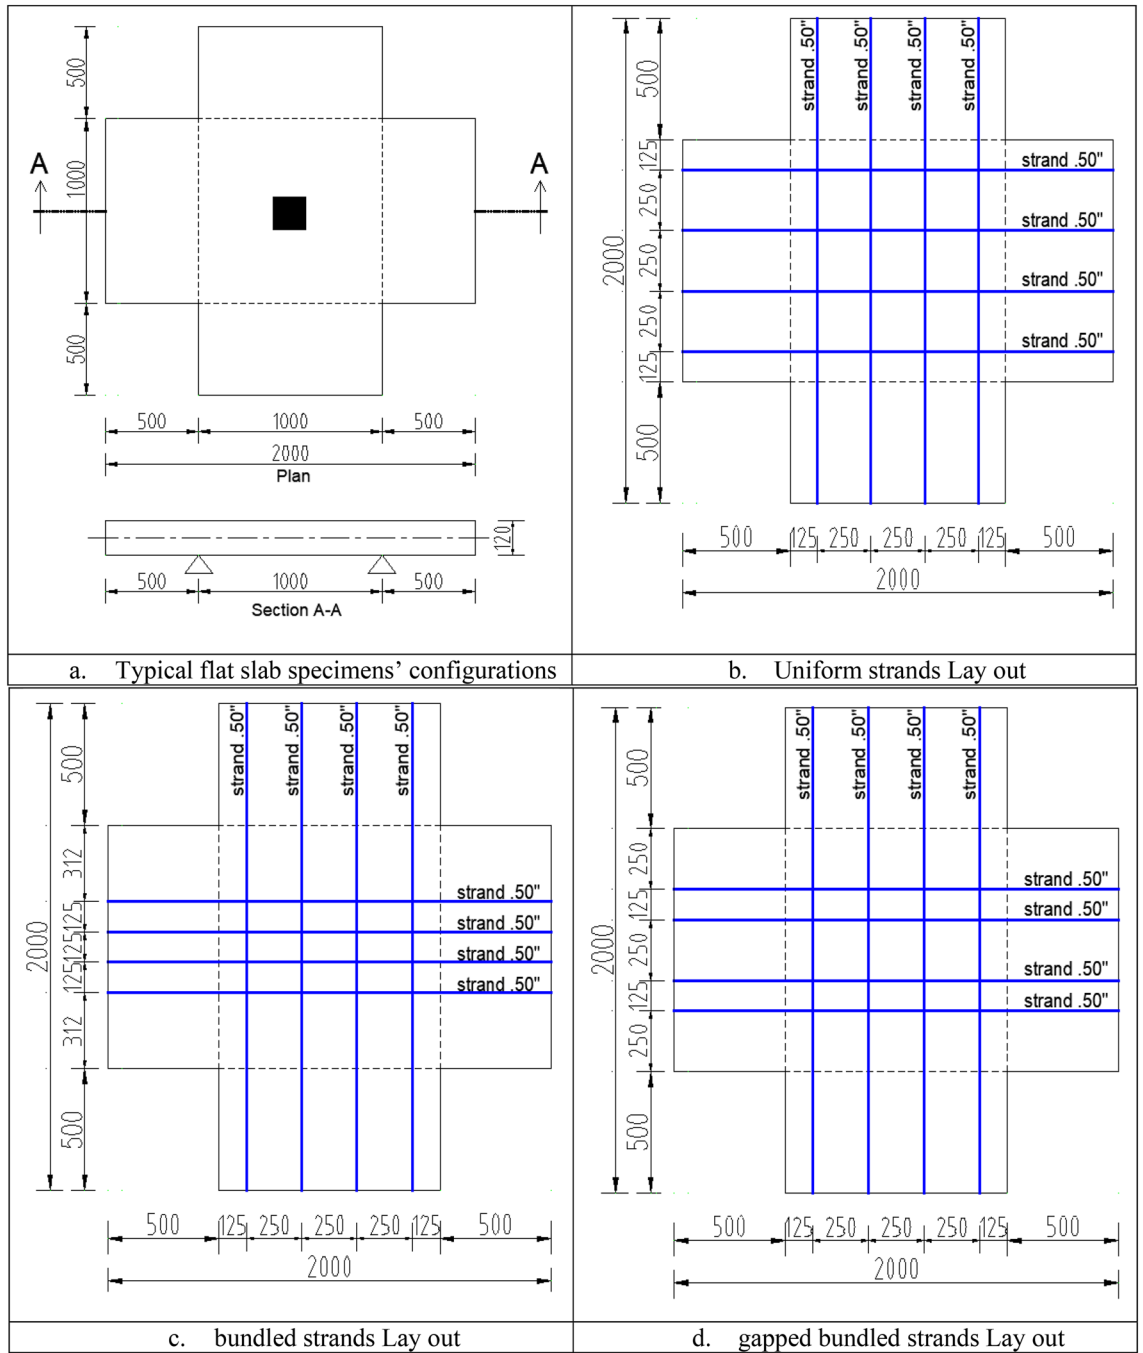 500
1000
500
A
A
500
1000
500
2000
Plan
120
500
1000
500
Section A-A
a. Typical flat slab specimens’ configurations
strand .50"
strand .50"
strand .50"
strand .50"
2000
500
125
250
250
250
125
500
strand .50"
strand .50"
strand .50"
strand .50"
500
125
250
250
250
125
500
2000
b. Uniform strands Lay out
strand .50"
strand .50"
strand .50"
strand .50"
2000
500
312
125
125
125
312
500
strand .50"
strand .50"
strand .50"
strand .50"
500
125
250
250
250
125
500
2000
c. bundled strands Lay out
strand .50"
strand .50"
strand .50"
strand .50"
2000
500
250
125
250
125
250
500
strand .50"
strand .50"
strand .50"
strand .50"
500
125
250
250
250
125
500
2000
d. gapped bundled strands Lay out